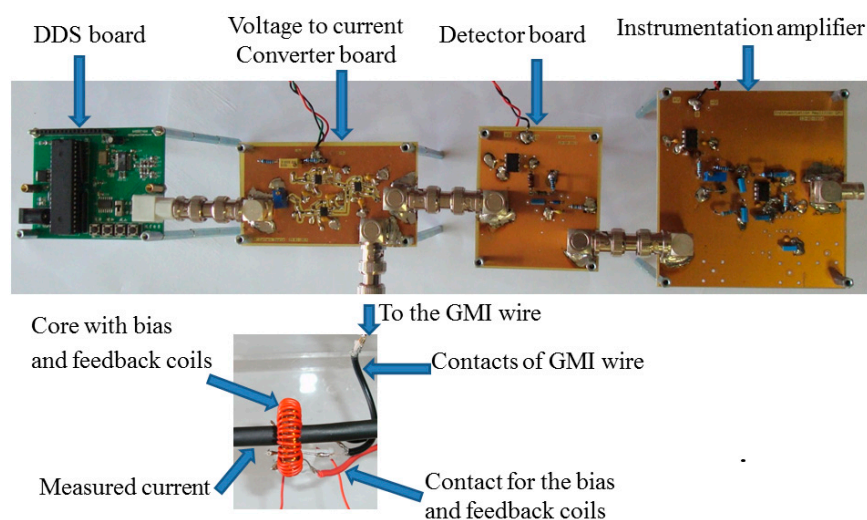 DDS board
Voltage to current
Converter board
Detector board
Instrumentation amplifier
To the GMI wire
Core with bias
and feedback coils
Contacts of GMI wire
Measured current
Contact for the bias
and feedback coils